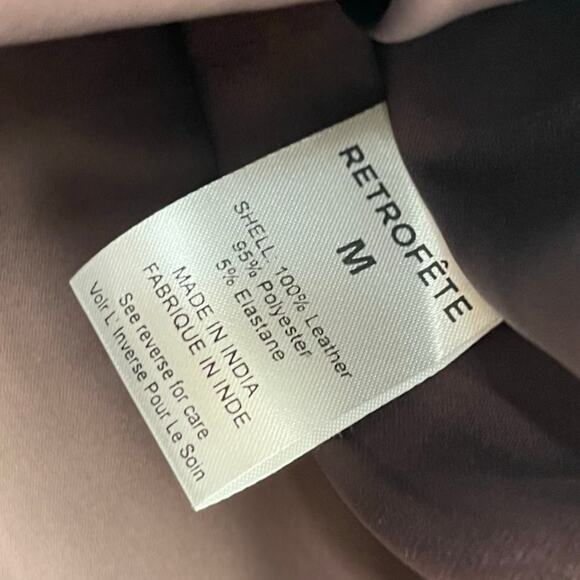 RETROFÊTE
M
SHELL, 100% Leather
95% Polyester
5% Elastane
MADE IN INDIA
FABRIQUE IN INDE
See reverse for care
Voir L' Inverse Pour Le Soin